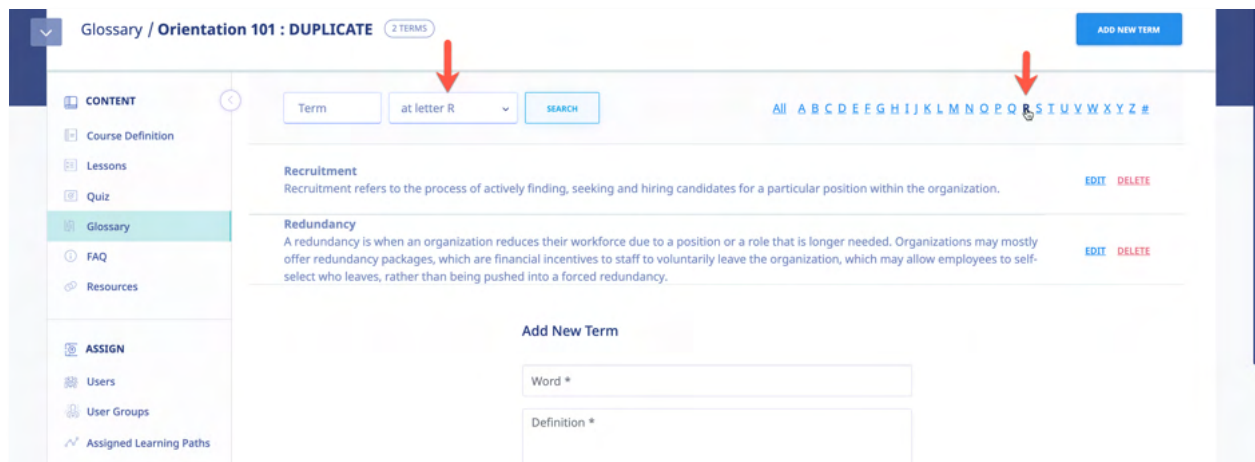 Glossary / Orientation 101 : DUPLICATE 2 TERMS
ADD NEW TERM
CONTENT
Course Definition
Lessons
Quiz
Glossary
FAQ
Resources
ASSIGN
Users
User Groups
Assigned Learning Paths
Term
at letter R
SEARCH
All A B C D E F G H I J K L M N O P Q R S T U V W X Y Z #
Recruitment
Recruitment refers to the process of actively finding, seeking and hiring candidates for a particular position within the organization.
EDIT DELETE
Redundancy
A redundancy is when an organization reduces their workforce due to a position or a role that is longer needed. Organizations may mostly
offer redundancy packages, which are financial incentives to staff to voluntarily leave the organization, which may allow employees to self-
select who leaves, rather than being pushed into a forced redundancy.
EDIT DELETE
Add New Term
Word *
Definition *